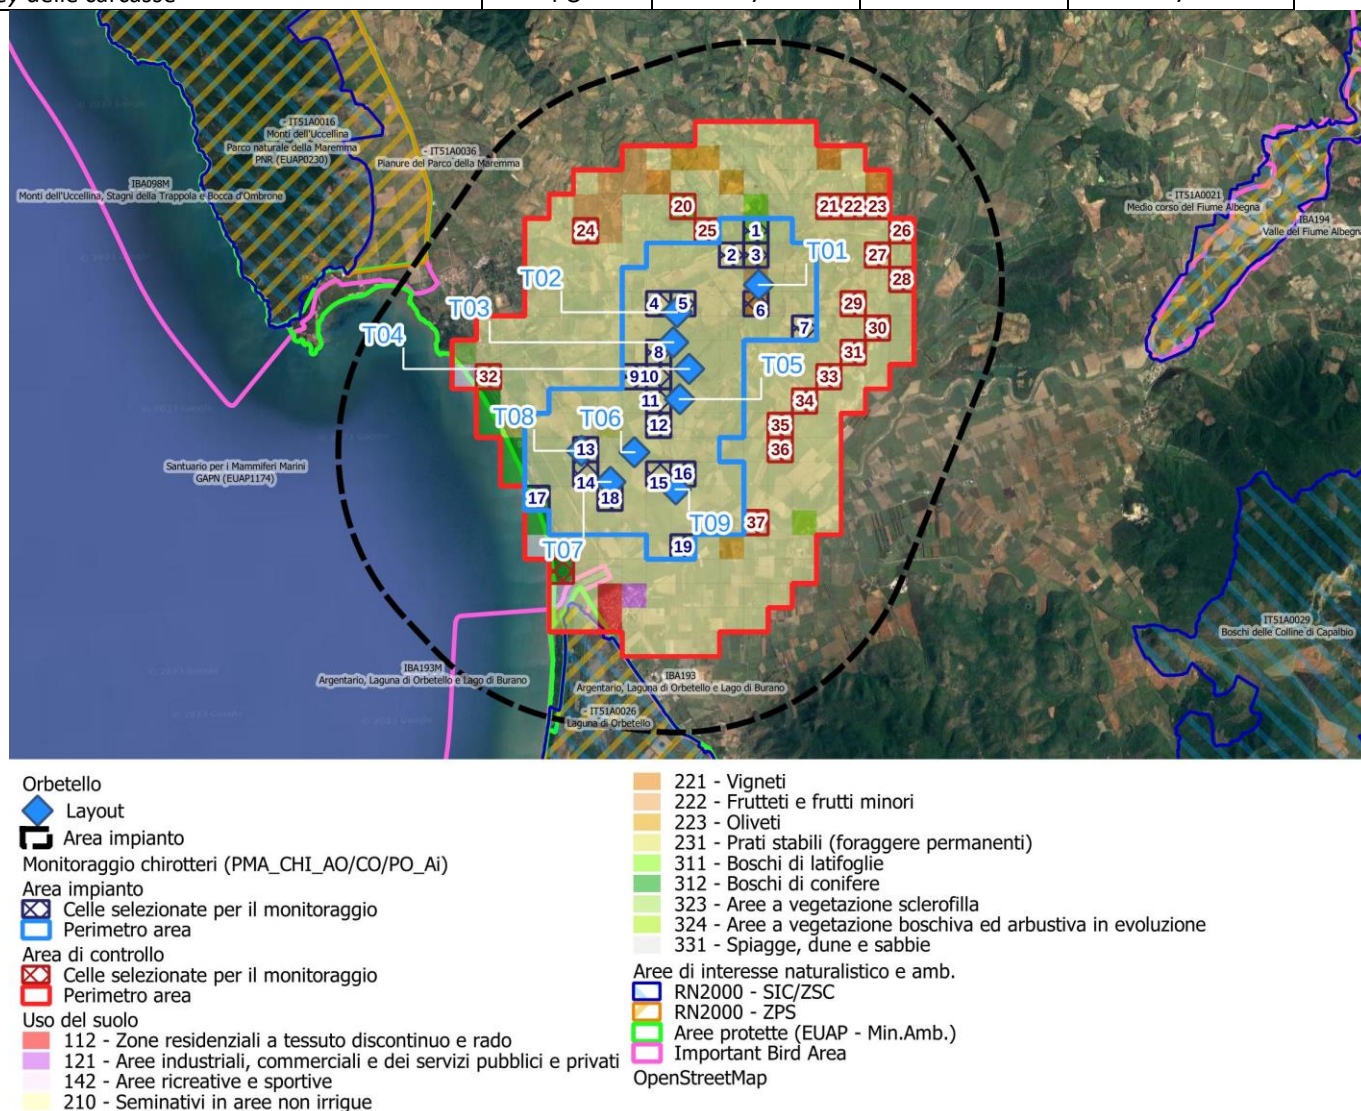 delle carcasse
- IT51A0016
Monti dell'Uccellina
Parco naturale della Maremma
PNR (EUAP0230)
- IT51A0036
Pianure del Parco della Maremma
IBA098M
Monti dell'Uccellina, Stagni della Trappola e Bocca d'Ombrone
- IT51A0021
Medio corso del Fiume Albegna
IBA194
Valle del Fiume Albegna
20
21 22 23
24
25
1
26
2 3
27
T01
28
T02
4 5
6
29
T03
7
30
T04
8
31
T05
32
9 10
33
11
34
T08
T06
12
35
13
36
14
15
16
17
18
T09
37
T07
19
Santuario per i Mammiferi Marini
GAPN (EUAP1174)
IT51A0029
Boschi delle Colline di Capalbio
IBA193M
Argentario, Laguna di Orbetello e Lago di Burano
IBA193
Argentario, Laguna di Orbetello e Lago di Burano
- IT51A0026
Laguna di Orbetello
Orbetello
Layout
Area impianto
Monitoraggio chirotteri (PMA_CHI_AO/CO/PO_Ai)
Area impianto
Celle selezionate per il monitoraggio
Perimetro area
Area di controllo
Celle selezionate per il monitoraggio
Perimetro area
Uso del suolo
112 - Zone residenziali a tessuto discontinuo e rado
121 - Aree industriali, commerciali e dei servizi pubblici e privati
142 - Aree ricreative e sportive
210 - Seminativi in aree non irrigue
221 - Vigneti
222 - Frutteti e frutti minori
223 - Oliveti
231 - Prati stabili (foraggere permanenti)
311 - Boschi di latifoglie
312 - Boschi di conifere
323 - Aree a vegetazione sclerofilla
324 - Aree a vegetazione boschiva ed arbustiva in evoluzione
331 - Spiagge, dune e sabbie
Aree di interesse naturalistico e amb.
RN2000 - SIC/ZSC
RN2000 - ZPS
Aree protette (EUAP - Min.Amb.)
Important Bird Area
OpenStreetMap